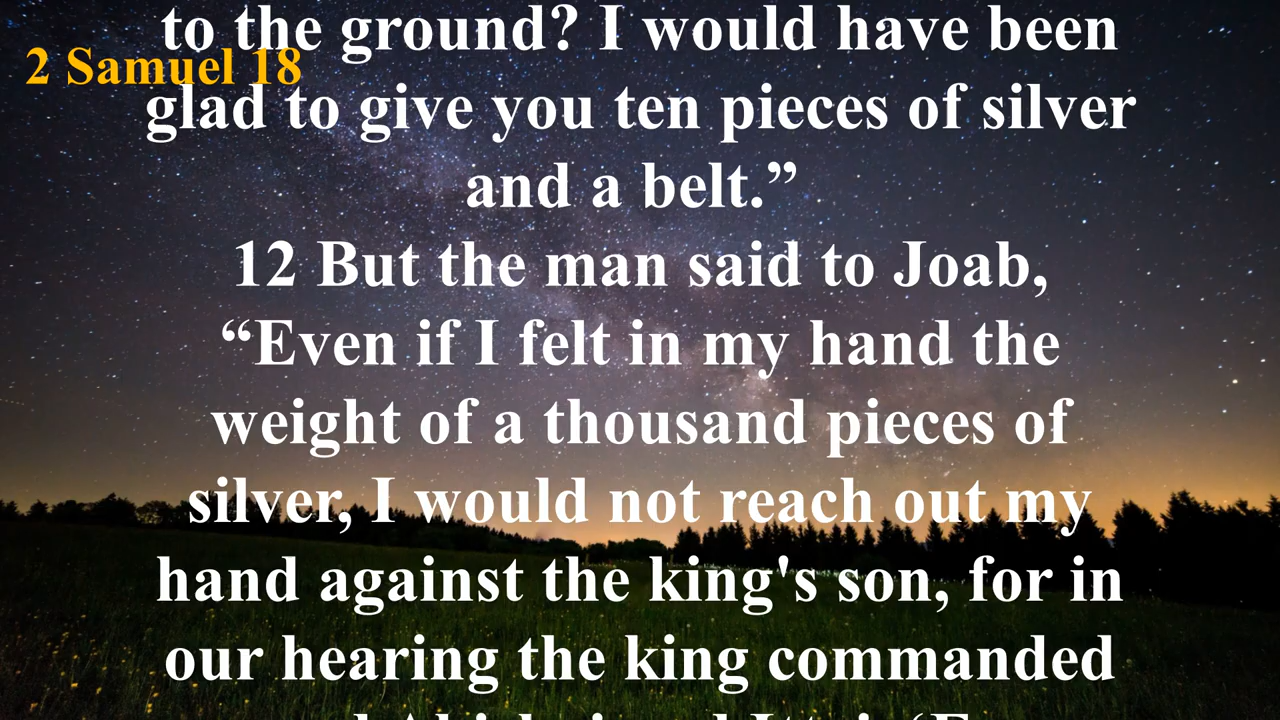 to the ground? I would have been
2 Samuel 18
glad to give you ten pieces of silver
and a belt.”
12 But the man said to Joab,
“Even if I felt in my hand the
weight of a thousand pieces of
silver, I would not reach out my
hand against the king's son, for in
our hearing the king commanded